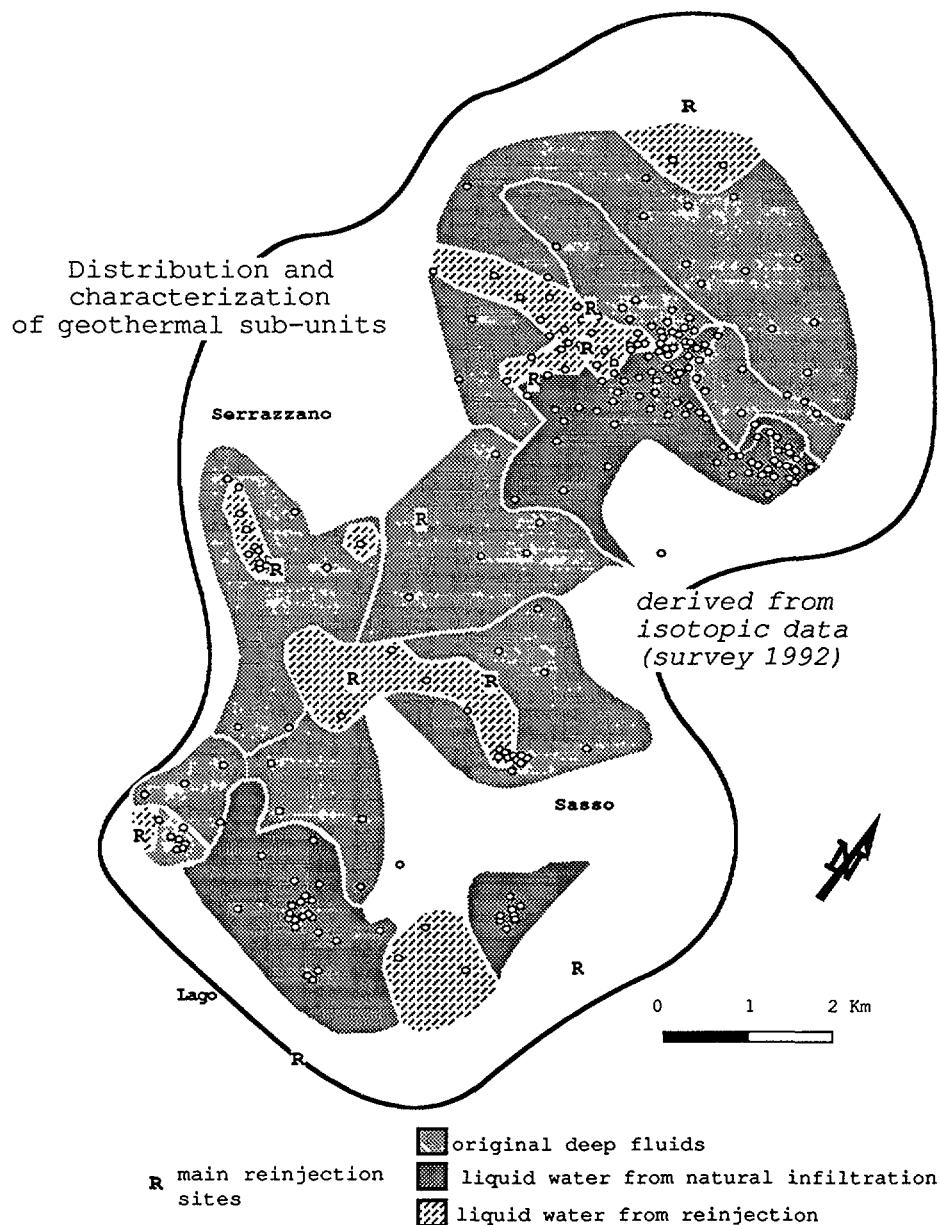 R
Distribution and
characterization
of geothermal sub-units
R
R
R
Serrazzano
R
R
derived from
isotopic data
(survey 1992)
R
R
Sasso
R
N
R
Lago
0 1 2 Km
R
R main reinjection
sites
original deep fluids
liquid water from natural infiltration
liquid water from reinjection